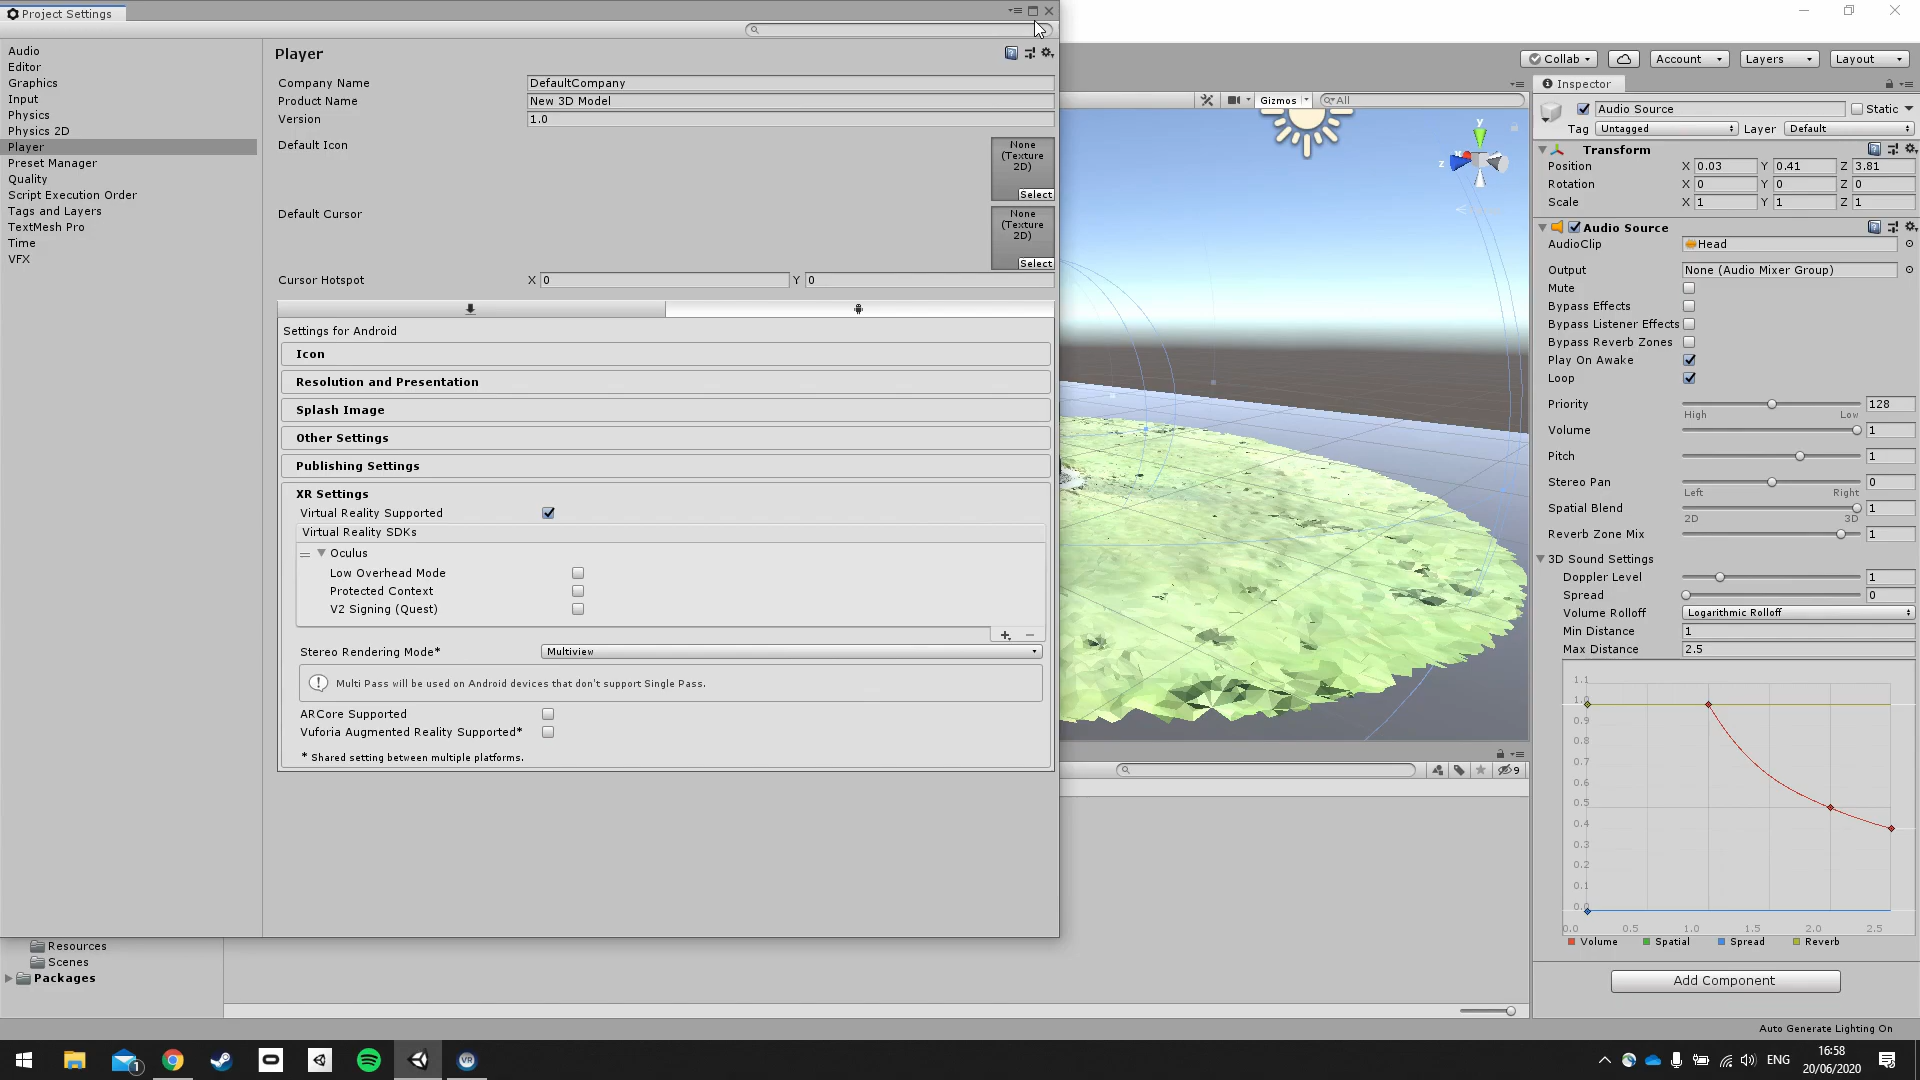 Project Settings
Audio
Editor
Graphics
Input
Physics
Physics 2D
Player
Preset Manager
Quality
Script Execution Order
Tags and Layers
TextMesh Pro
Time
VFX
Player
Company Name
DefaultCompany
Product Name
New 3D Model
Version
1.0
Default Icon
None
(Texture
2D)
Select
Default Cursor
None
(Texture
2D)
Select
Cursor Hotspot
X 0
Y 0
Settings for Android
Icon
Resolution and Presentation
Splash Image
Other Settings
Publishing Settings
XR Settings
Virtual Reality Supported
Virtual Reality SDKs
Oculus
Low Overhead Mode
Protected Context
V2 Signing (Quest)
Stereo Rendering Mode*
Multiview
Multi Pass will be used on Android devices that don't support Single Pass.
ARCore Supported
Vuforia Augmented Reality Supported*
* Shared setting between multiple platforms.
Resources
Scenes
Packages
Collab
Account
Layers
Layout
Gizmos
All
y
x
z
9
Inspector
Audio Source
Static
Tag Untagged
Layer Default
Transform
Position X 0.03 Y 0.41 Z 3.81
Rotation X 0 Y 0 Z 0
Scale X 1 Y 1 Z 1
Audio Source
AudioClip Head
Output None (Audio Mixer Group)
Mute
Bypass Effects
Bypass Listener Effects
Bypass Reverb Zones
Play On Awake
Loop
Priority 128
High Low
Volume 1
Pitch 1
Stereo Pan 0
Left Right
Spatial Blend 1
2D 3D
Reverb Zone Mix 1
3D Sound Settings
Doppler Level 1
Spread 0
Volume Rolloff Logarithmic Rolloff
Min Distance 1
Max Distance 2.5
1.1
1.0
0.9
0.8
0.7
0.6
0.5
0.4
0.3
0.2
0.1
0.0
0.0 0.5 1.0 1.5 2.0 2.5
Volume Spatial Spread Reverb
Add Component
Auto Generate Lighting On
1
VR
ENG
16:58
20/06/2020